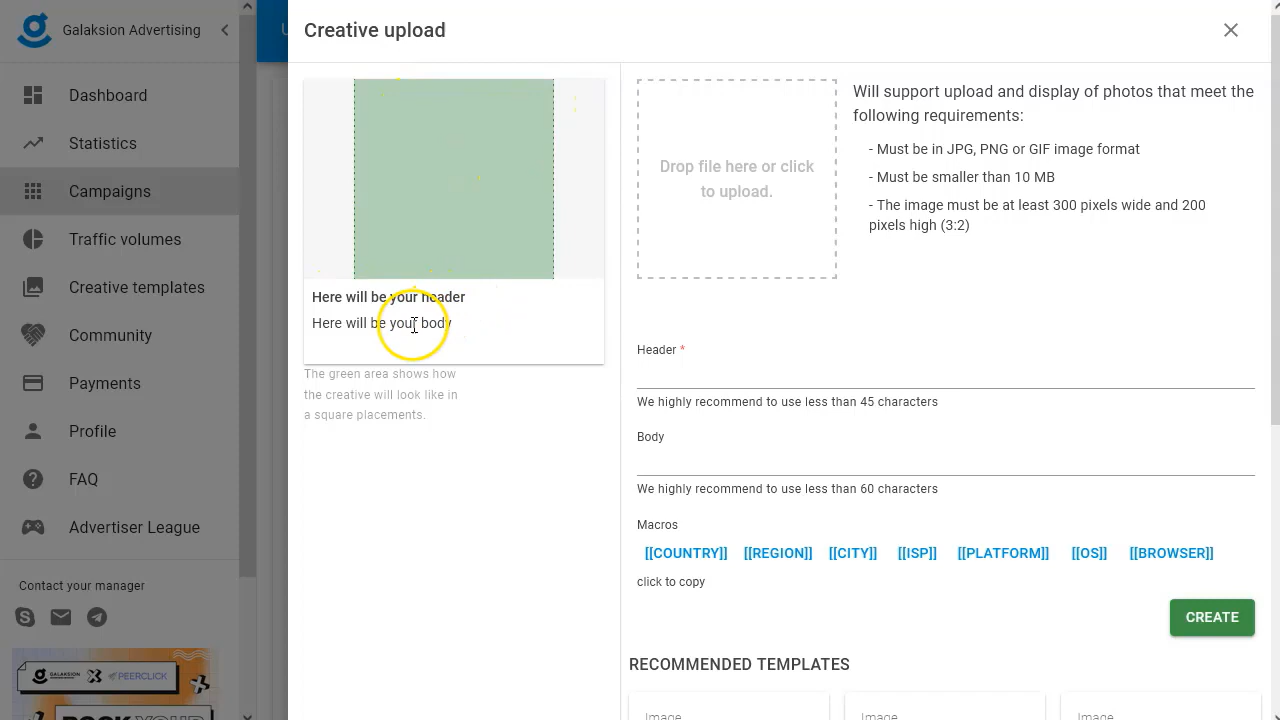 Galaksion Advertising
Dashboard
Statistics
Campaigns
Traffic volumes
Creative templates
Community
Payments
Profile
FAQ
Advertiser League
Contact your manager
GALAKSION
ADVERTISING
PEERCLICK
BOOK YOUR
U
Creative upload
Here will be your header
Here will be your body
The green area shows how
the creative will look like in
a square placements.
Drop file here or click
to upload.
Will support upload and display of photos that meet the
following requirements:
- Must be in JPG, PNG or GIF image format
- Must be smaller than 10 MB
- The image must be at least 300 pixels wide and 200
pixels high (3:2)
Header *
We highly recommend to use less than 45 characters
Body
We highly recommend to use less than 60 characters
Macros
[[COUNTRY]] [[REGION]] [[CITY]] [[ISP]] [[PLATFORM]] [[OS]] [[BROWSER]]
click to copy
CREATE
RECOMMENDED TEMPLATES
Image Image Image